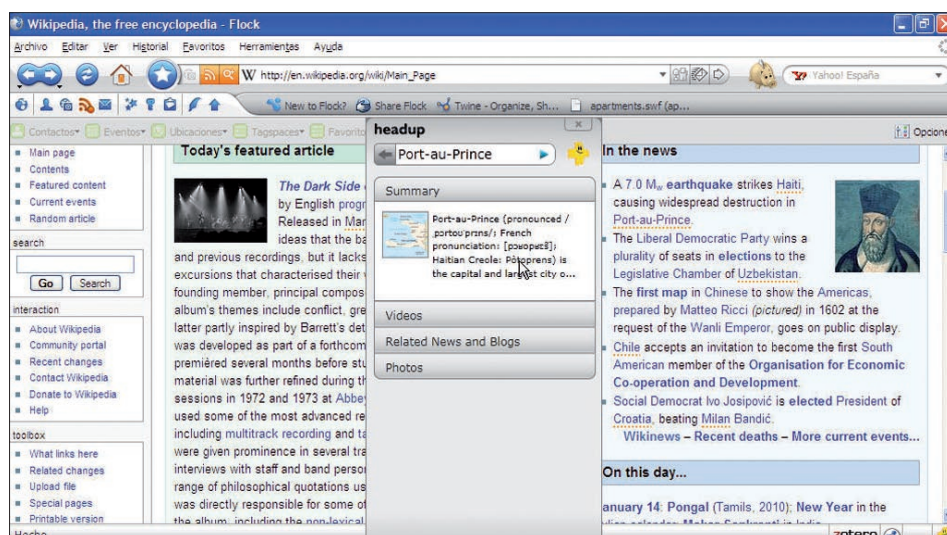 Wikipedia, the free encyclopedia - Flock
Archivo Editar Ver Historial Favoritos Herramientas Ayuda
http://en.wikipedia.org/wiki/Main_Page
Yahoo! España
New to Flock? Share Flock Twine - Organize, Sh... apartments.swf (ap...
Contactos Eventos Ubicaciones Tagspaces Favorito
Opcione
Main page
Contents
Featured content
Current events
Random article
search
Go Search
interaction
About Wikipedia
Community portal
Recent changes
Contact Wikipedia
Donate to Wikipedia
Help
toolbox
What links here
Related changes
Upload file
Special pages
Printable version
Today's featured article
The Dark Side
by English progr
Released in Mar
ideas that the ba
and previous recordings, but it lacks
excursions that characterised their
founding member, principal compos
album's themes include conflict, gre
latter partly inspired by Barrett's det
was developed as part of a forthcom
premièred several months before stu
material was further refined during th
sessions in 1972 and 1973 at Abbe
used some of the most advanced re
including multitrack recording and ta
were given prominence in several tra
interviews with staff and band perso
range of philosophical quotations us
was directly responsible for some of
the album, including the non-lexical
headup
Port-au-Prince
Summary
Port-au-Prince (pronounced /
French
pronunciation:
Haitian Creole: is
the capital and largest city o...
Videos
Related News and Blogs
Photos
In the news
A 7.0 Mw earthquake strikes Haiti,
causing widespread destruction in
Port-au-Prince.
The Liberal Democratic Party wins a
plurality of seats in elections to the
Legislative Chamber of Uzbekistan.
The first map in Chinese to show the Americas,
prepared by Matteo Ricci (pictured) in 1602 at the
request of the Wanli Emperor, goes on public display.
Chile accepts an invitation to become the first South
American member of the Organisation for Economic
Co-operation and Development.
Social Democrat Ivo Josipović is elected President of
Croatia, beating Milan Bandić.
Wikinews – Recent deaths – More current events...
On this day...
anuary 14: Pongal (Tamils, 2010); New Year in the
zotero